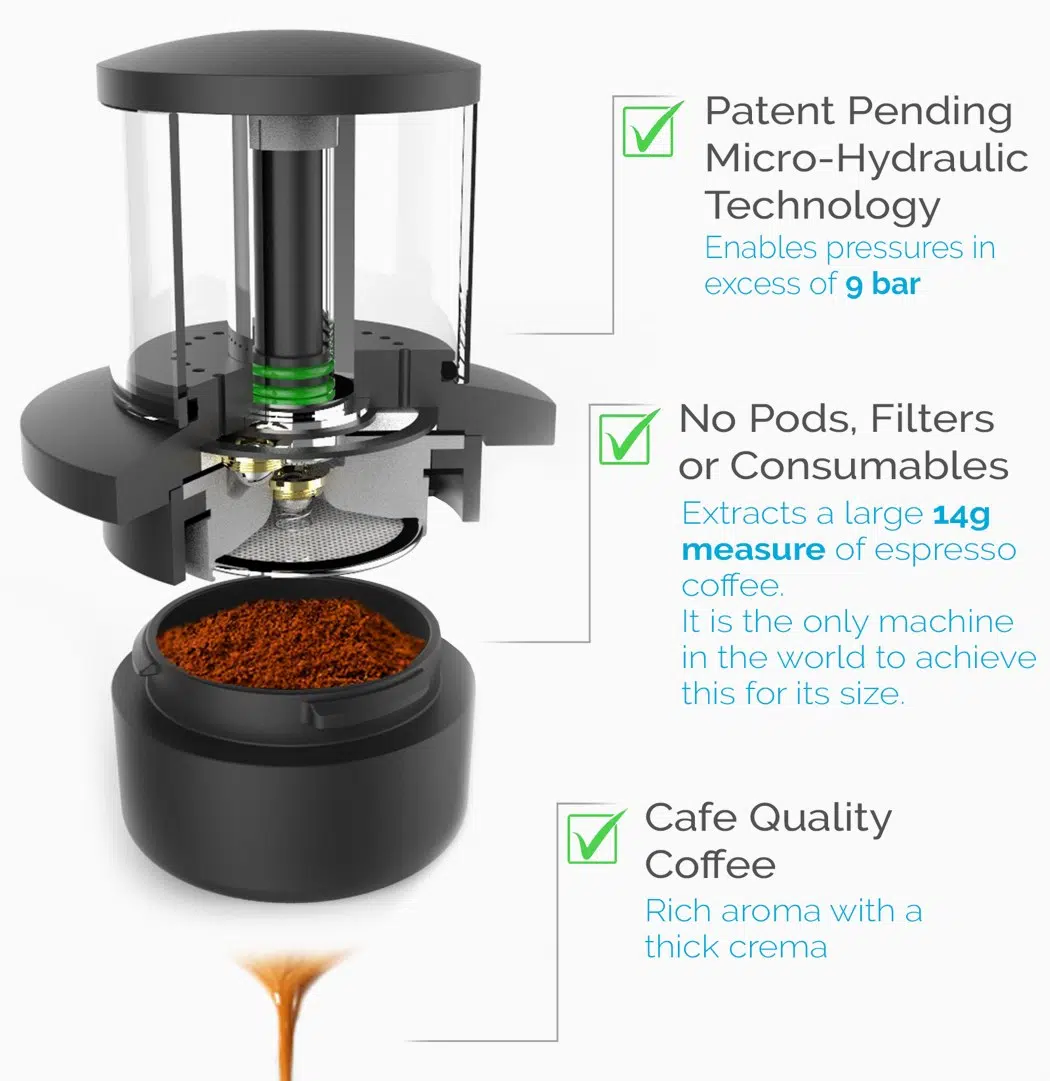 Patent Pending
Micro-Hydraulic
Technology
Enables pressures in
excess of 9 bar
No Pods, Filters
or Consumables
Extracts a large 14g
measure of espresso
coffee.
It is the only machine
in the world to achieve
this for its size.
Cafe Quality
Coffee
Rich aroma with a
thick crema